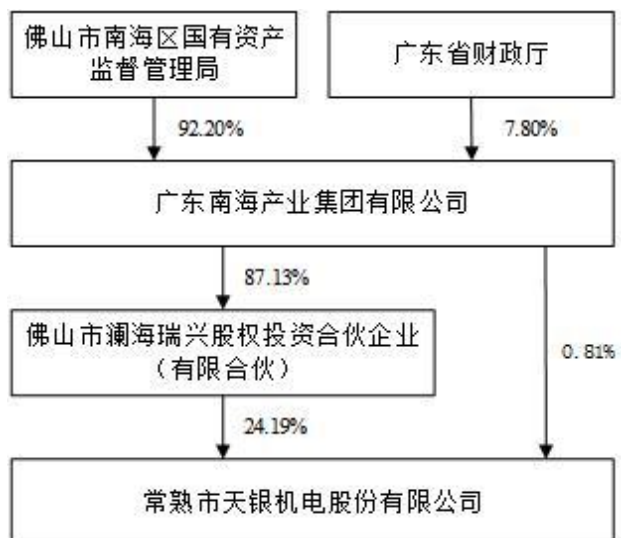 佛山市南海区国有资产
监督管理局
广东省财政厅
92.20%
7.80%
广东南海产业集团有限公司
87.13%
佛山市澜海瑞兴股权投资合伙企业
（有限合伙）
0.81%
24.19%
常熟市天银机电股份有限公司